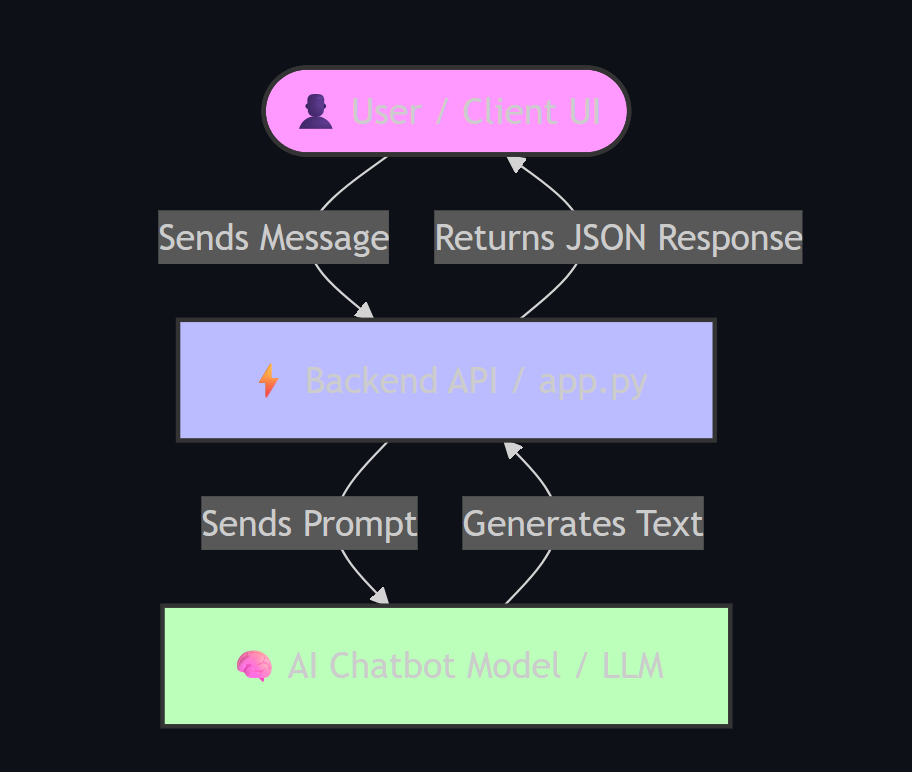 User / Client UI
Sends Message
Returns JSON Response
Backend API / app.py
Sends Prompt
Generates Text
AI Chatbot Model / LLM